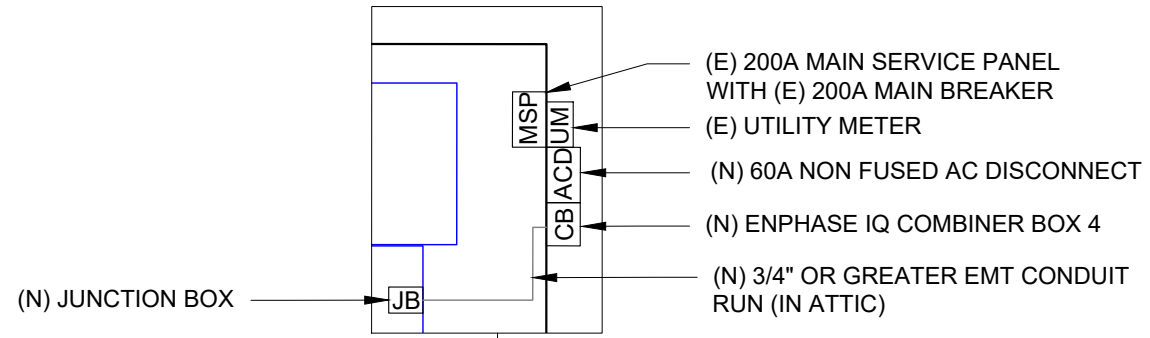 (E) 200A MAIN SERVICE PANEL
WITH (E) 200A MAIN BREAKER
(E) UTILITY METER
(N) 60A NON FUSED AC DISCONNECT
(N) ENPHASE IQ COMBINER BOX 4
(N) 3/4" OR GREATER EMT CONDUIT
RUN (IN ATTIC)
(N) JUNCTION BOX
MSP
UM
ACD
CB
JB